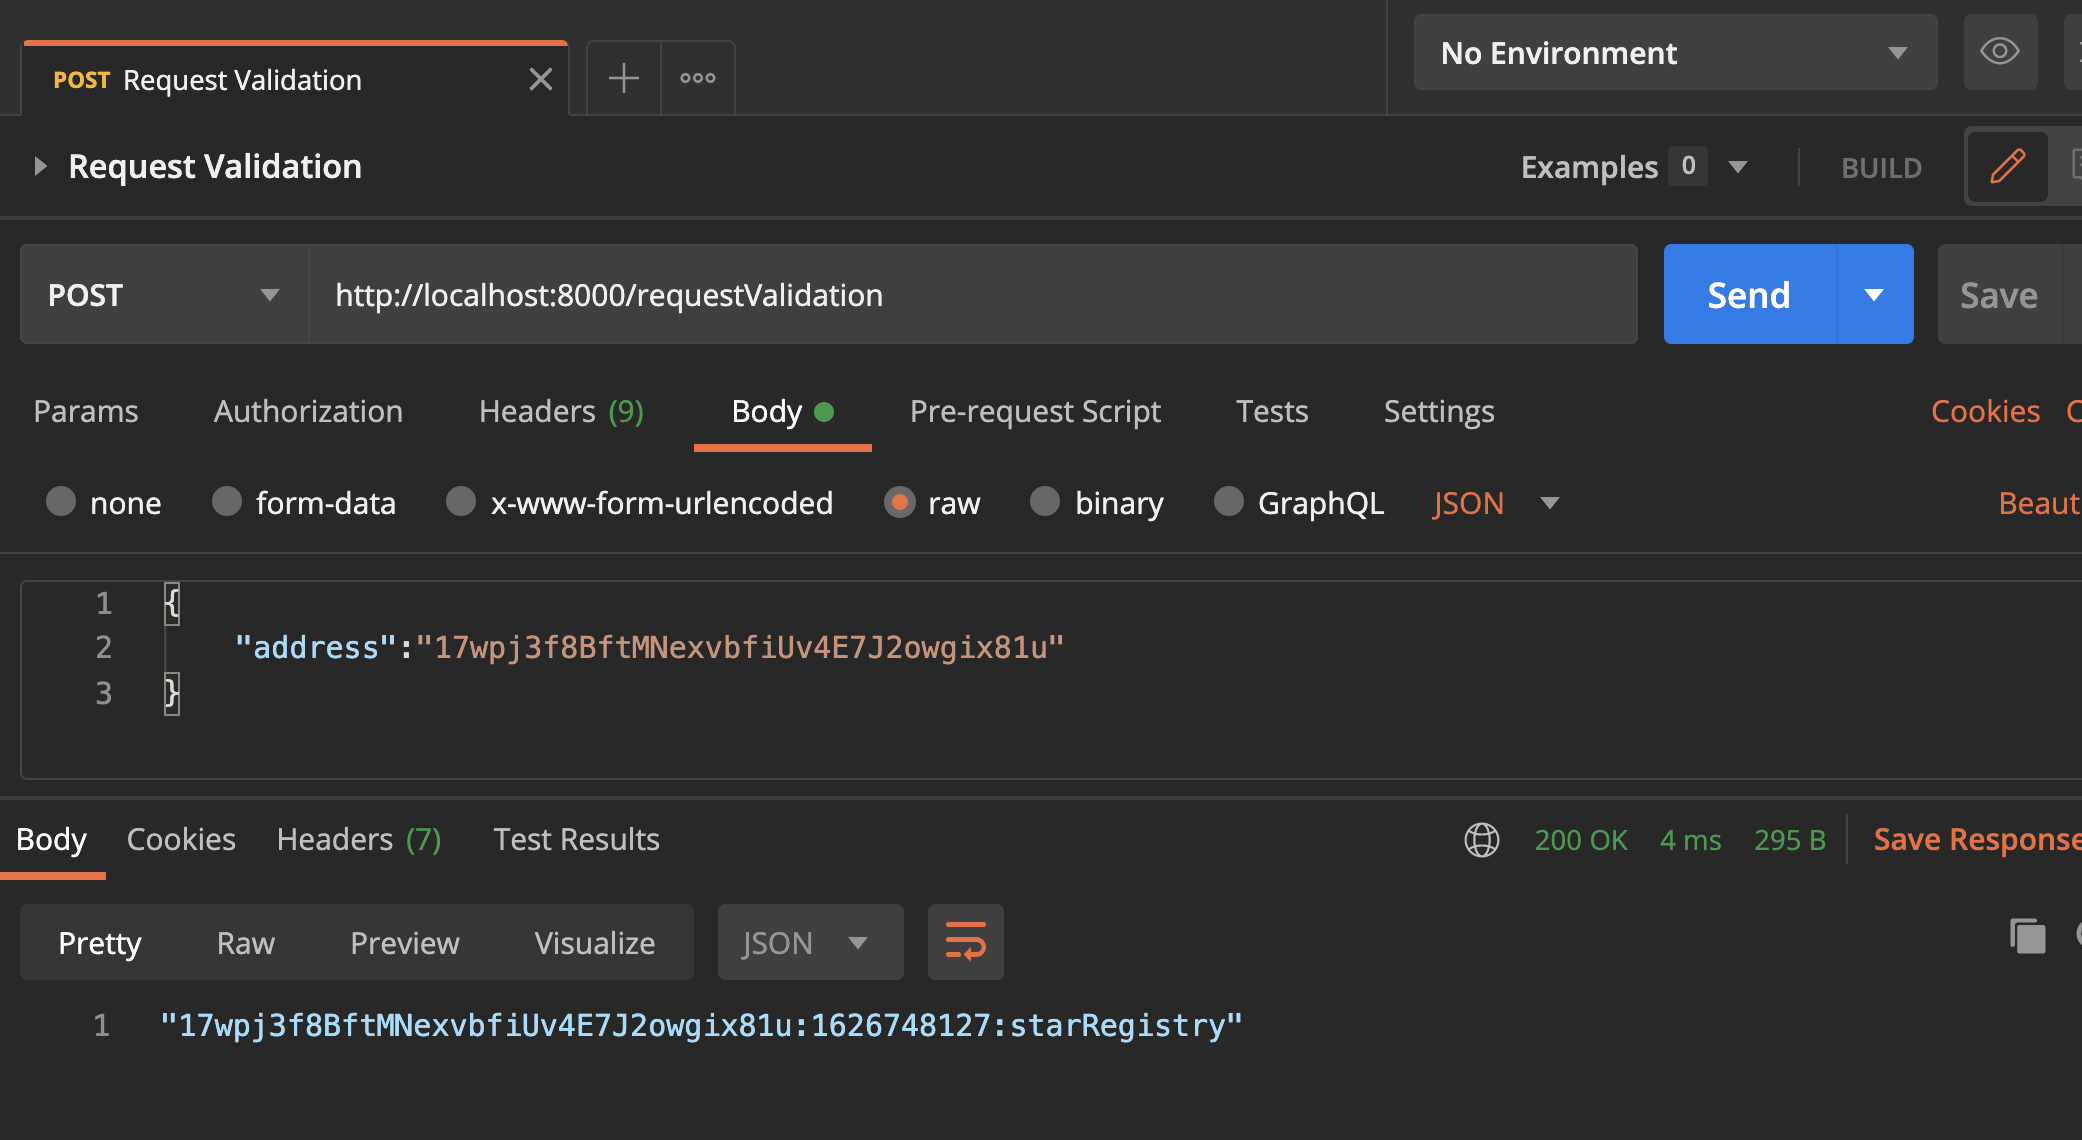 POST Request Validation
No Environment
Request Validation
Examples 0 BUILD
POST http://localhost:8000/requestValidation Send Save
Params Authorization Headers (9) Body Pre-request Script Tests Settings Cookies
none form-data x-www-form-urlencoded raw binary GraphQL JSON Beaut
1 {
2 "address":"17wpj3f8BftMNexvbfiUv4E7J2owgix81u"
3 }
Body Cookies Headers (7) Test Results 200 OK 4 ms 295 B Save Response
Pretty Raw Preview Visualize JSON
1 "17wpj3f8BftMNexvbfiUv4E7J2owgix81u:1626748127:starRegistry"